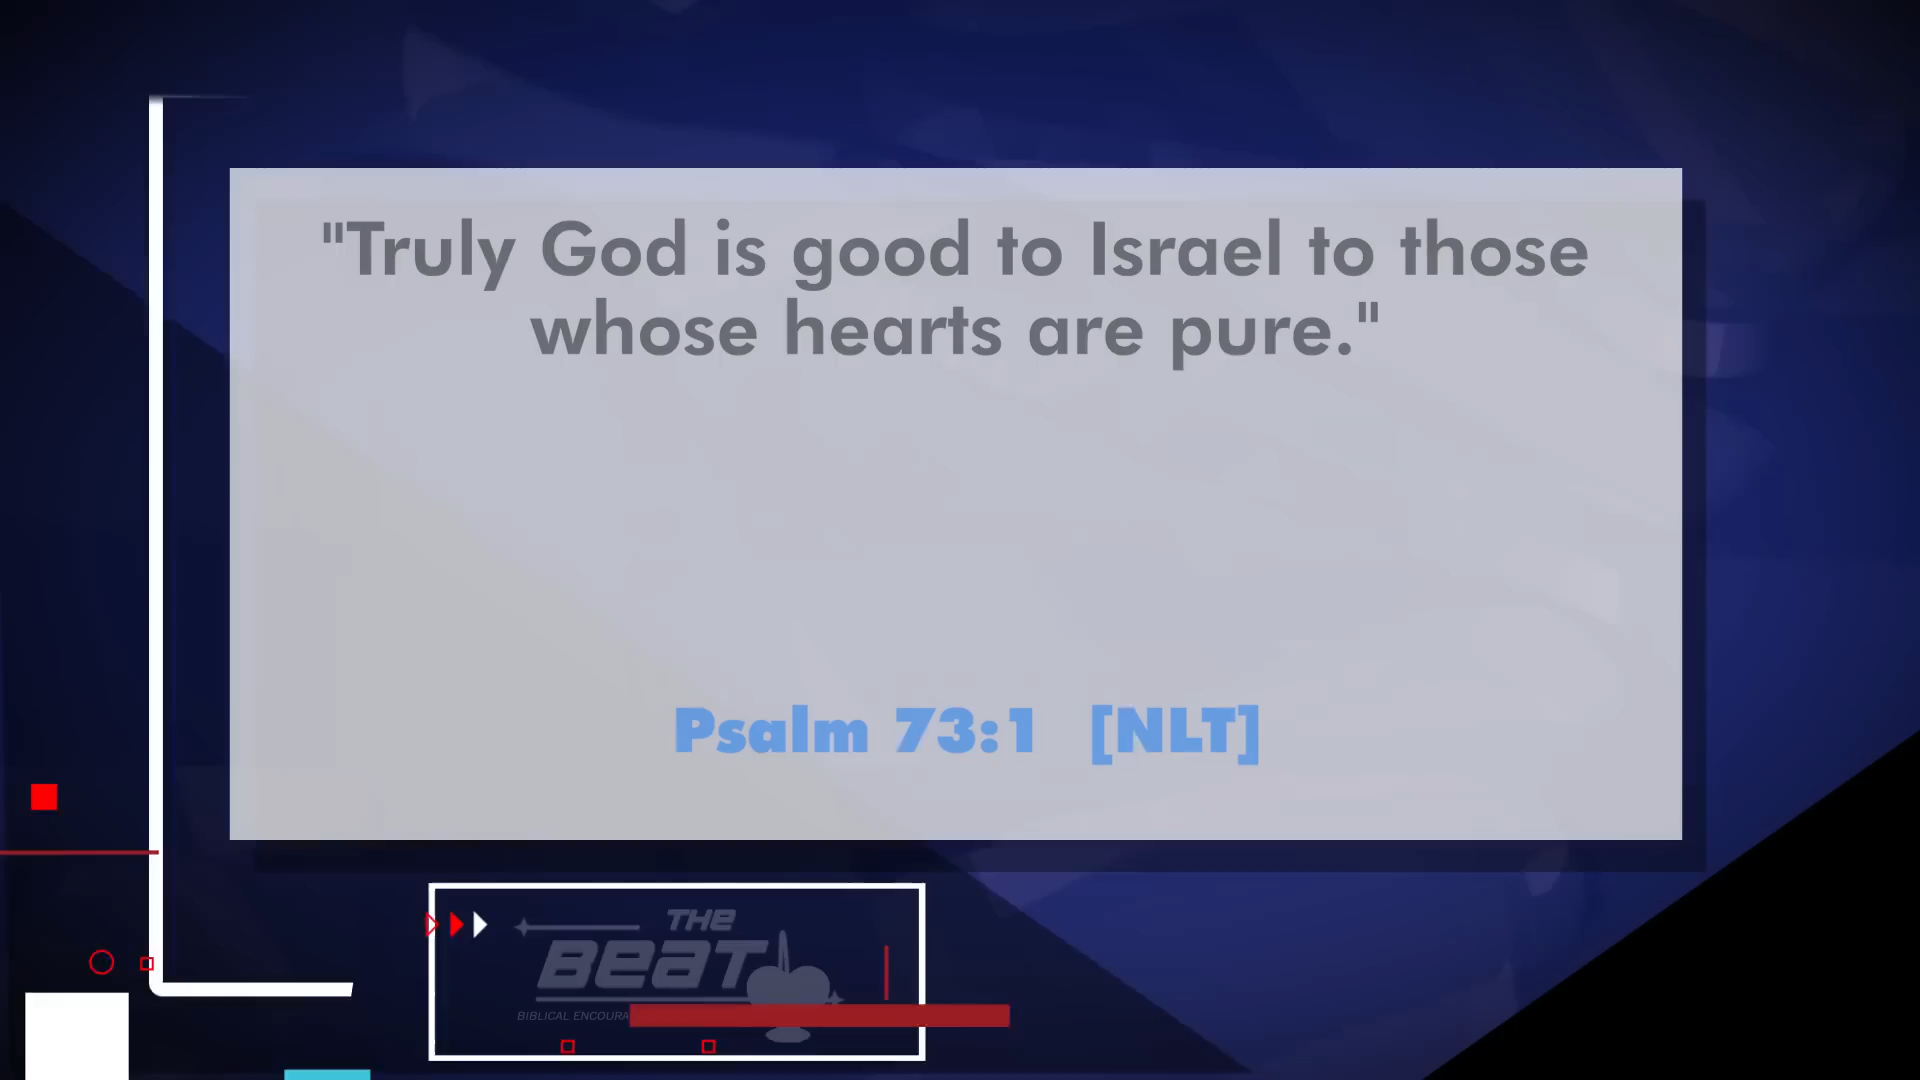 "Truly God is good to Israel to those
whose hearts are pure."
Psalm 73:1 [NLT]
THE
BEAT
BIBLICAL